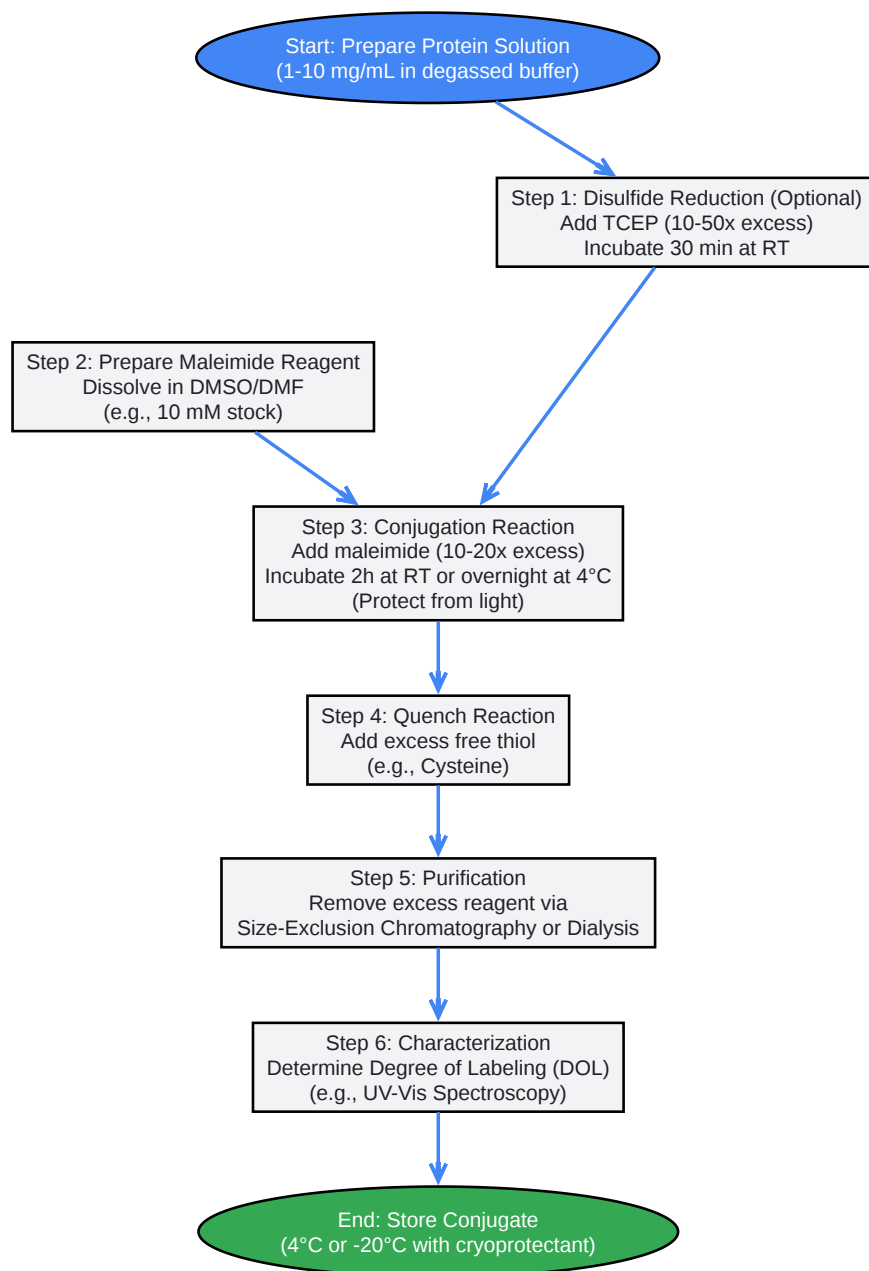 Start: Prepare Protein Solution
(1-10 mg/mL in degassed buffer)
Step 1: Disulfide Reduction (Optional)
Add TCEP (10-50x excess)
Incubate 30 min at RT
Step 2: Prepare Maleimide Reagent
Dissolve in DMSO/DMF
(e.g., 10 mM stock)
Step 3: Conjugation Reaction
Add maleimide (10-20x excess)
Incubate 2h at RT or overnight at 4°C
(Protect from light)
Step 4: Quench Reaction
Add excess free thiol
(e.g., Cysteine)
Step 5: Purification
Remove excess reagent via
Size-Exclusion Chromatography or Dialysis
Step 6: Characterization
Determine Degree of Labeling (DOL)
(e.g., UV-Vis Spectroscopy)
End: Store Conjugate
(4°C or -20°C with cryoprotectant)